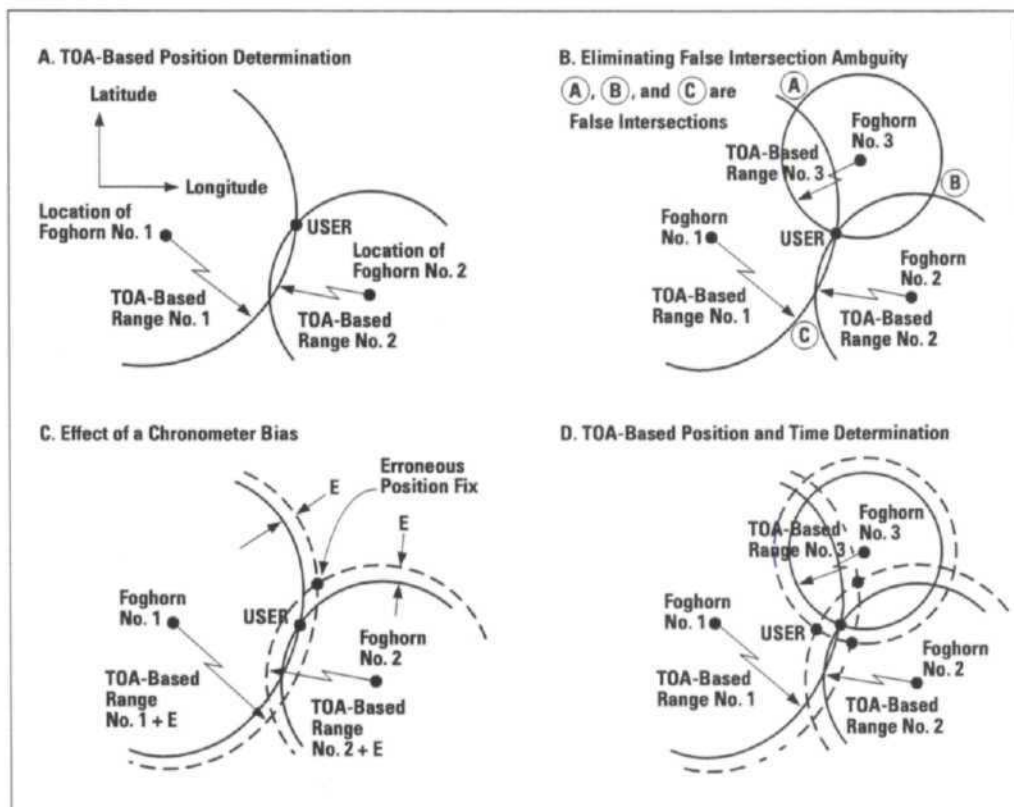 A. TOA-Based Position Determination
Latitude
Longitude
Location of
Foghorn No. 1
USER
Location of
Foghorn No. 2
TOA-Based
Range No. 1
TOA-Based
Range No. 2
B. Eliminating False Intersection Ambguity
A, B, and C are
False Intersections
A
Foghorn
No. 3
TOA-Based
Range No. 3
B
Foghorn
No. 1
USER
Foghorn
No. 2
TOA-Based
Range No. 1
TOA-Based
Range No. 2
C
C. Effect of a Chronometer Bias
E
Erroneous
Position Fix
E
Foghorn
No. 1
USER
Foghorn
No. 2
TOA-Based
Range
No. 1 + E
TOA-Based
Range
No. 2 + E
D. TOA-Based Position and Time Determination
Foghorn
No. 3
TOA-Based
Range No. 3
Foghorn
No. 1
USER
Foghorn
No. 2
TOA-Based
Range No. 1
TOA-Based
Range No. 2